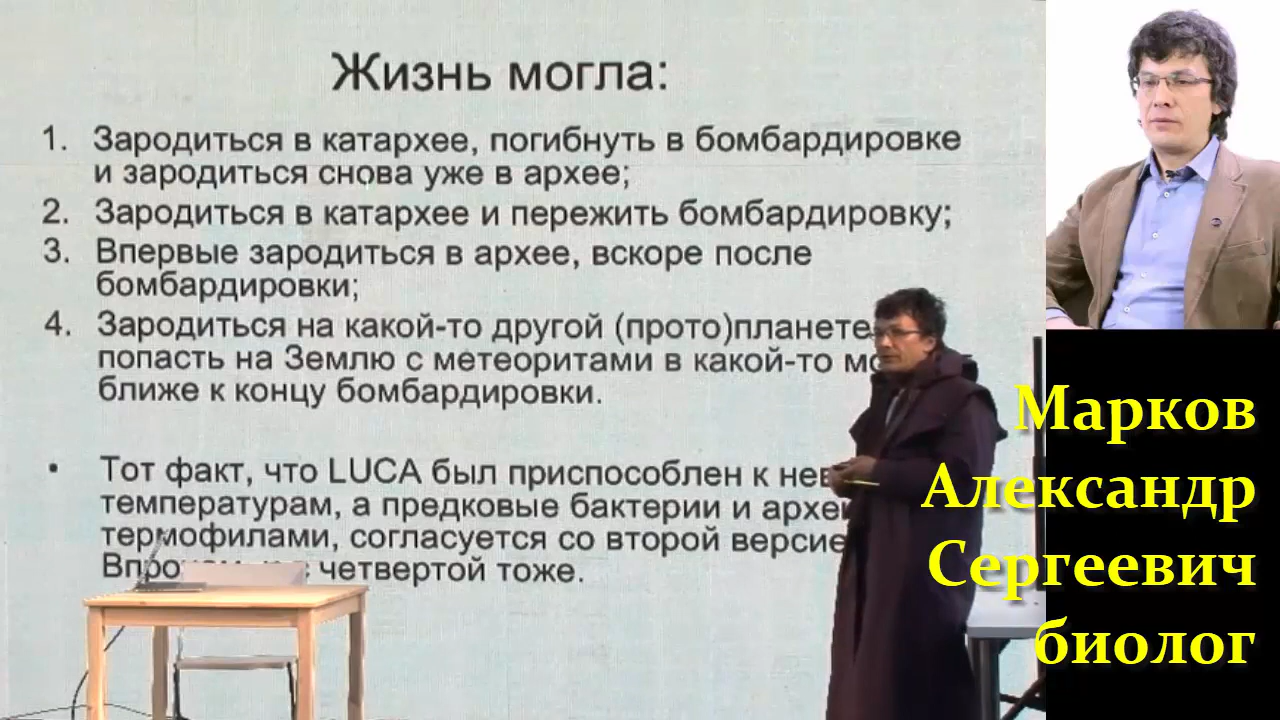 Жизнь могла:
1. Зародиться в катархее, погибнуть в бомбардировке
и зародиться снова уже в архее;
2. Зародиться в катархее и пережить бомбардировку;
3. Впервые зародиться в архее, вскоре после
бомбардировки;
4. Зародиться на какой-то другой (прото)планете
попасть на Землю с метеоритами в какой-то
ближе к концу бомбардировки.
• Тот факт, что LUCA был приспособлен к
температурам, а предковые бактерии и
термофилами, согласуется со второй
четвертой тоже.
Марков
Александр
Сергеевич
биолог